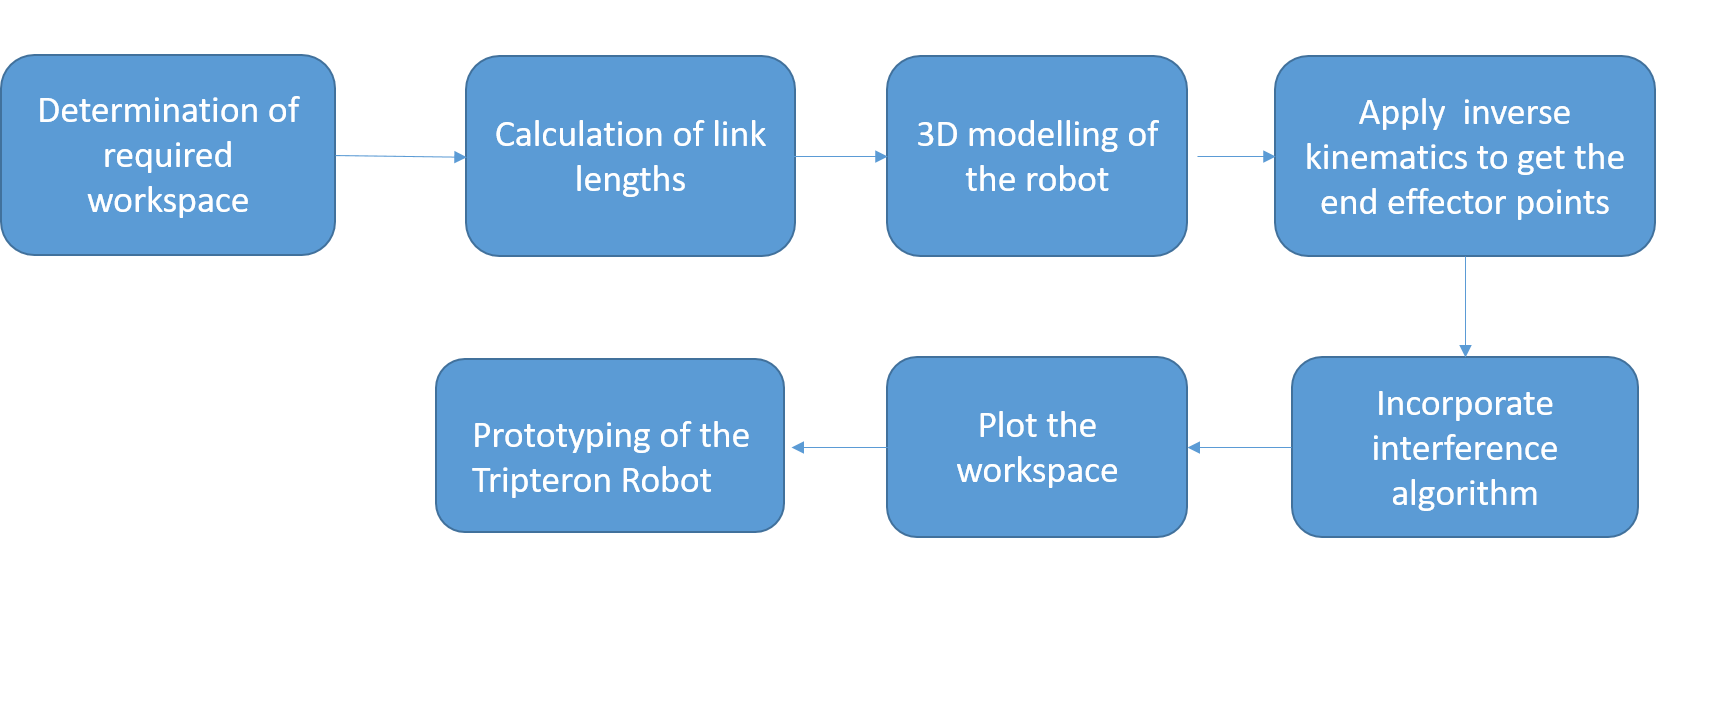 Determination of
required
workspace
Calculation of link
lengths
3D modelling of
the robot
Apply  inverse
kinematics to get the
end effector points
Incorporate
interference
algorithm
Plot the
workspace
Prototyping of the
Tripteron Robot